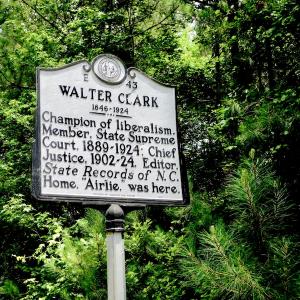 E 43
WALTER CLARK
1846-1924
Champion of liberalism.
Member, State Supreme
Court, 1889-1924; Chief
Justice, 1902-24. Editor,
State Records of N.C.
Home, "Airlie," was here.